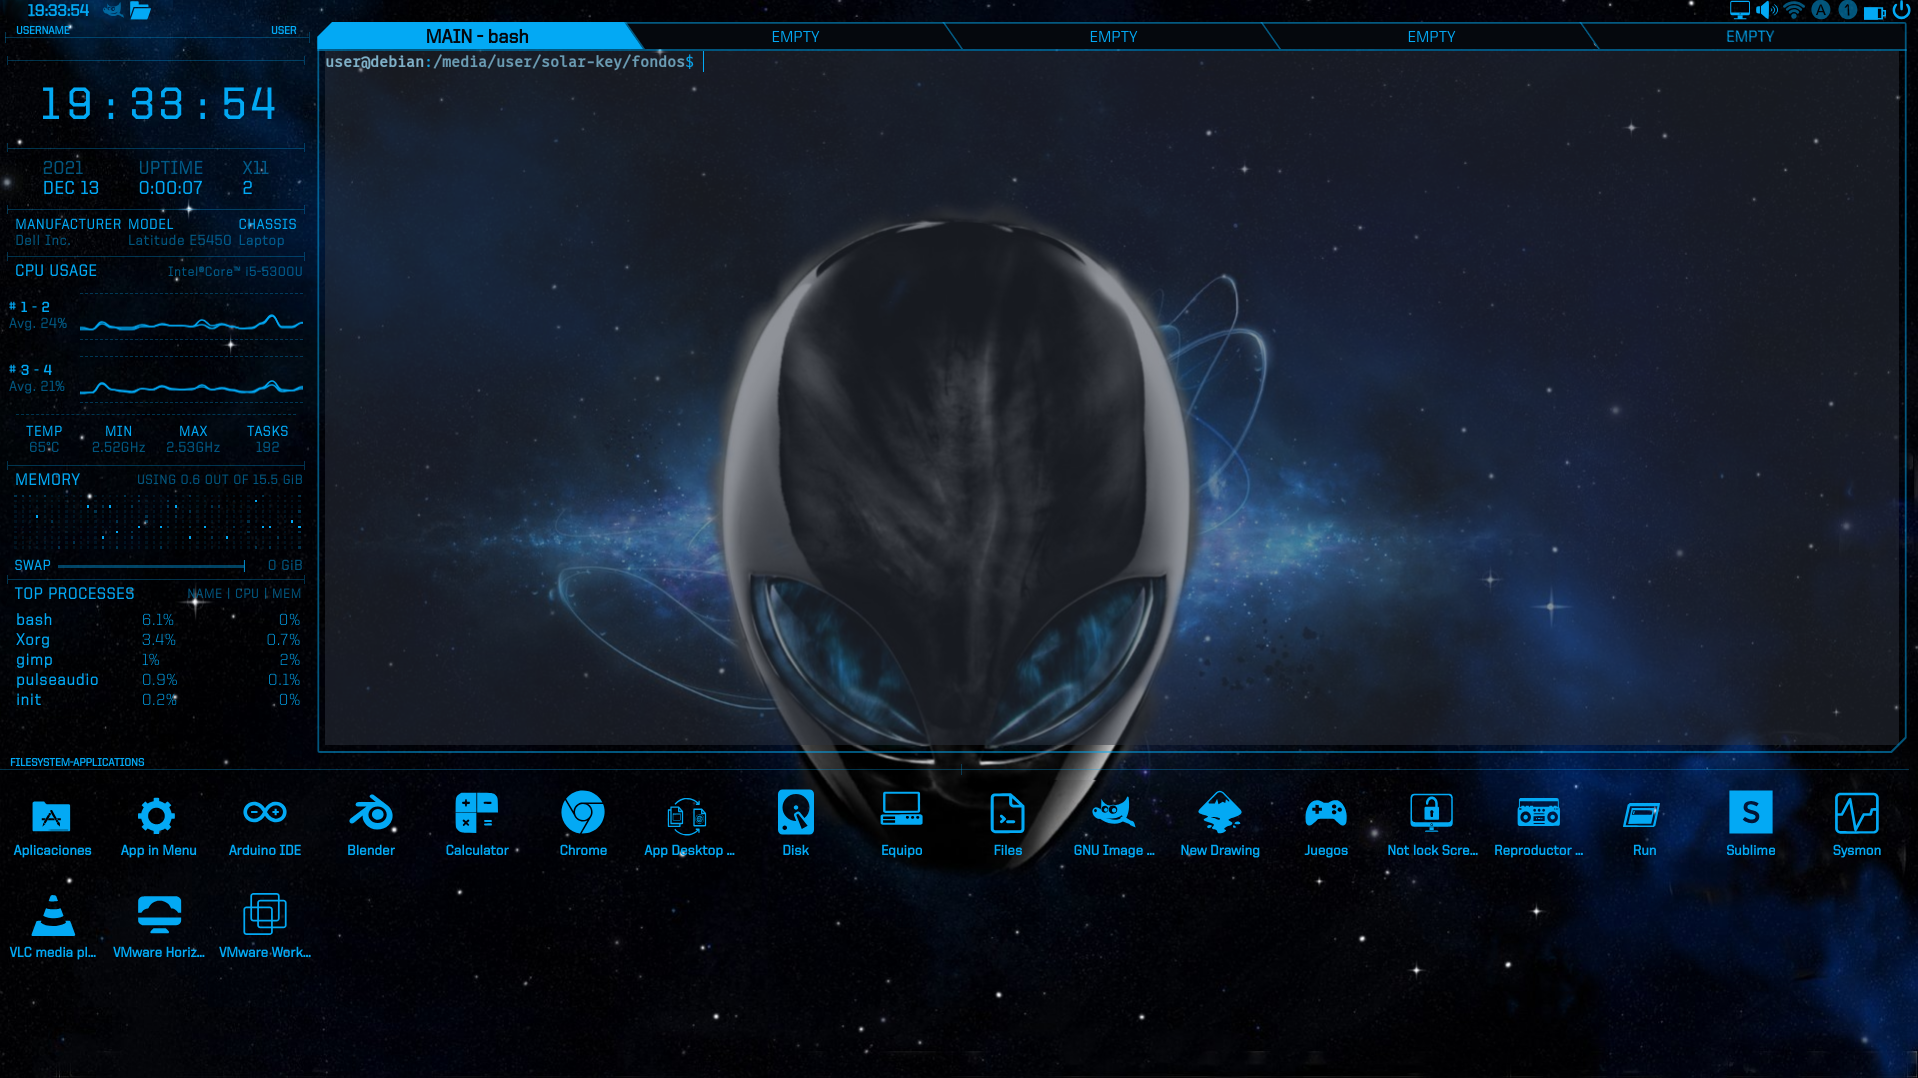 19:33:54
USERNAME USER
19:33:54
2021 UPTIME X11
DEC 13 0:00:07 2
MANUFACTURER MODEL CHASSIS
Dell Inc. Latitude E5450 Laptop
CPU USAGE Intel®Core™ i5-5300U
# 1 - 2
Avg. 24%
# 3 - 4
Avg. 21%
TEMP MIN MAX TASKS
65°C 2.52GHz 2.53GHz 192
MEMORY USING 0.6 OUT OF 15.5 GiB
SWAP 0 GiB
TOP PROCESSES NAME | CPU | MEM
bash 6.1% 0%
Xorg 3.4% 0.7%
gimp 1% 2%
pulseaudio 0.9% 0.1%
init 0.2% 0%
A 1
MAIN - bash EMPTY EMPTY EMPTY EMPTY
user@debian:/media/user/solar-key/fondos$
FILESYSTEM-APPLICATIONS
Aplicaciones App in Menu Arduino IDE Blender Calculator Chrome App Desktop ... Disk Equipo Files GNU Image ... New Drawing Juegos Not lock Scre... Reproductor ... Run Sublime Sysmon
VLC media pl... VMware Horiz... VMware Work...